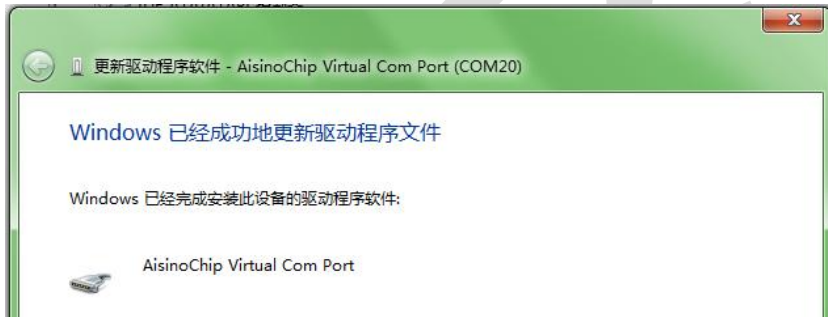 更新驱动程序软件 - AisinoChip Virtual Com Port (COM20)
Windows 已经成功地更新驱动程序文件
Windows 已经完成安装此设备的驱动程序软件:
AisinoChip Virtual Com Port